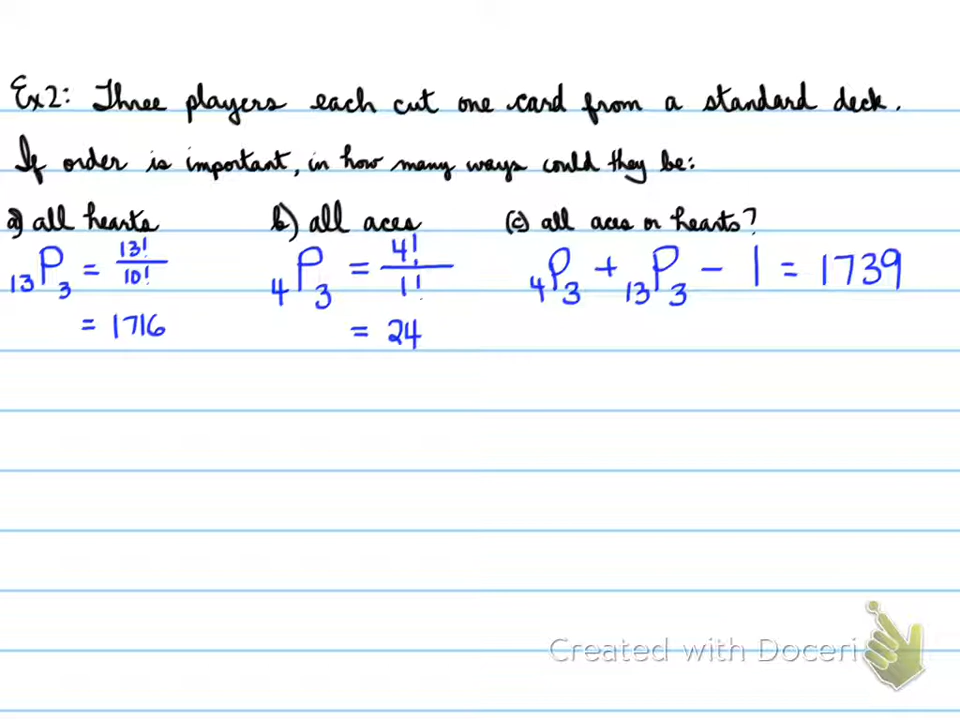 Ex2: Three players each cut one card from a standard deck.
If order is important, in how many ways could they be:
a) all hearts b) all aces (c) all aces or hearts?
₁₃P₃ = 13!/10! ₄P₃ = 4!/1! ₄P₃ + ₁₃P₃ - 1 = 1739
= 1716 = 24
Created with Doceri